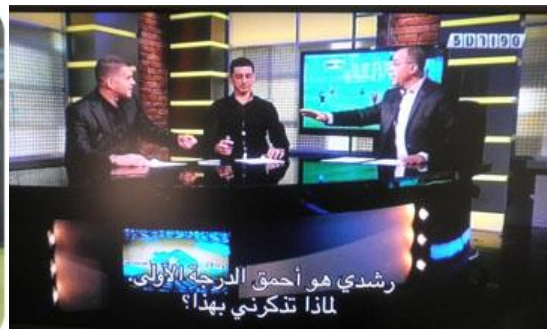 رشدي هو أحمق الدرجة الأولى.
لماذا تذكرني بهذا؟